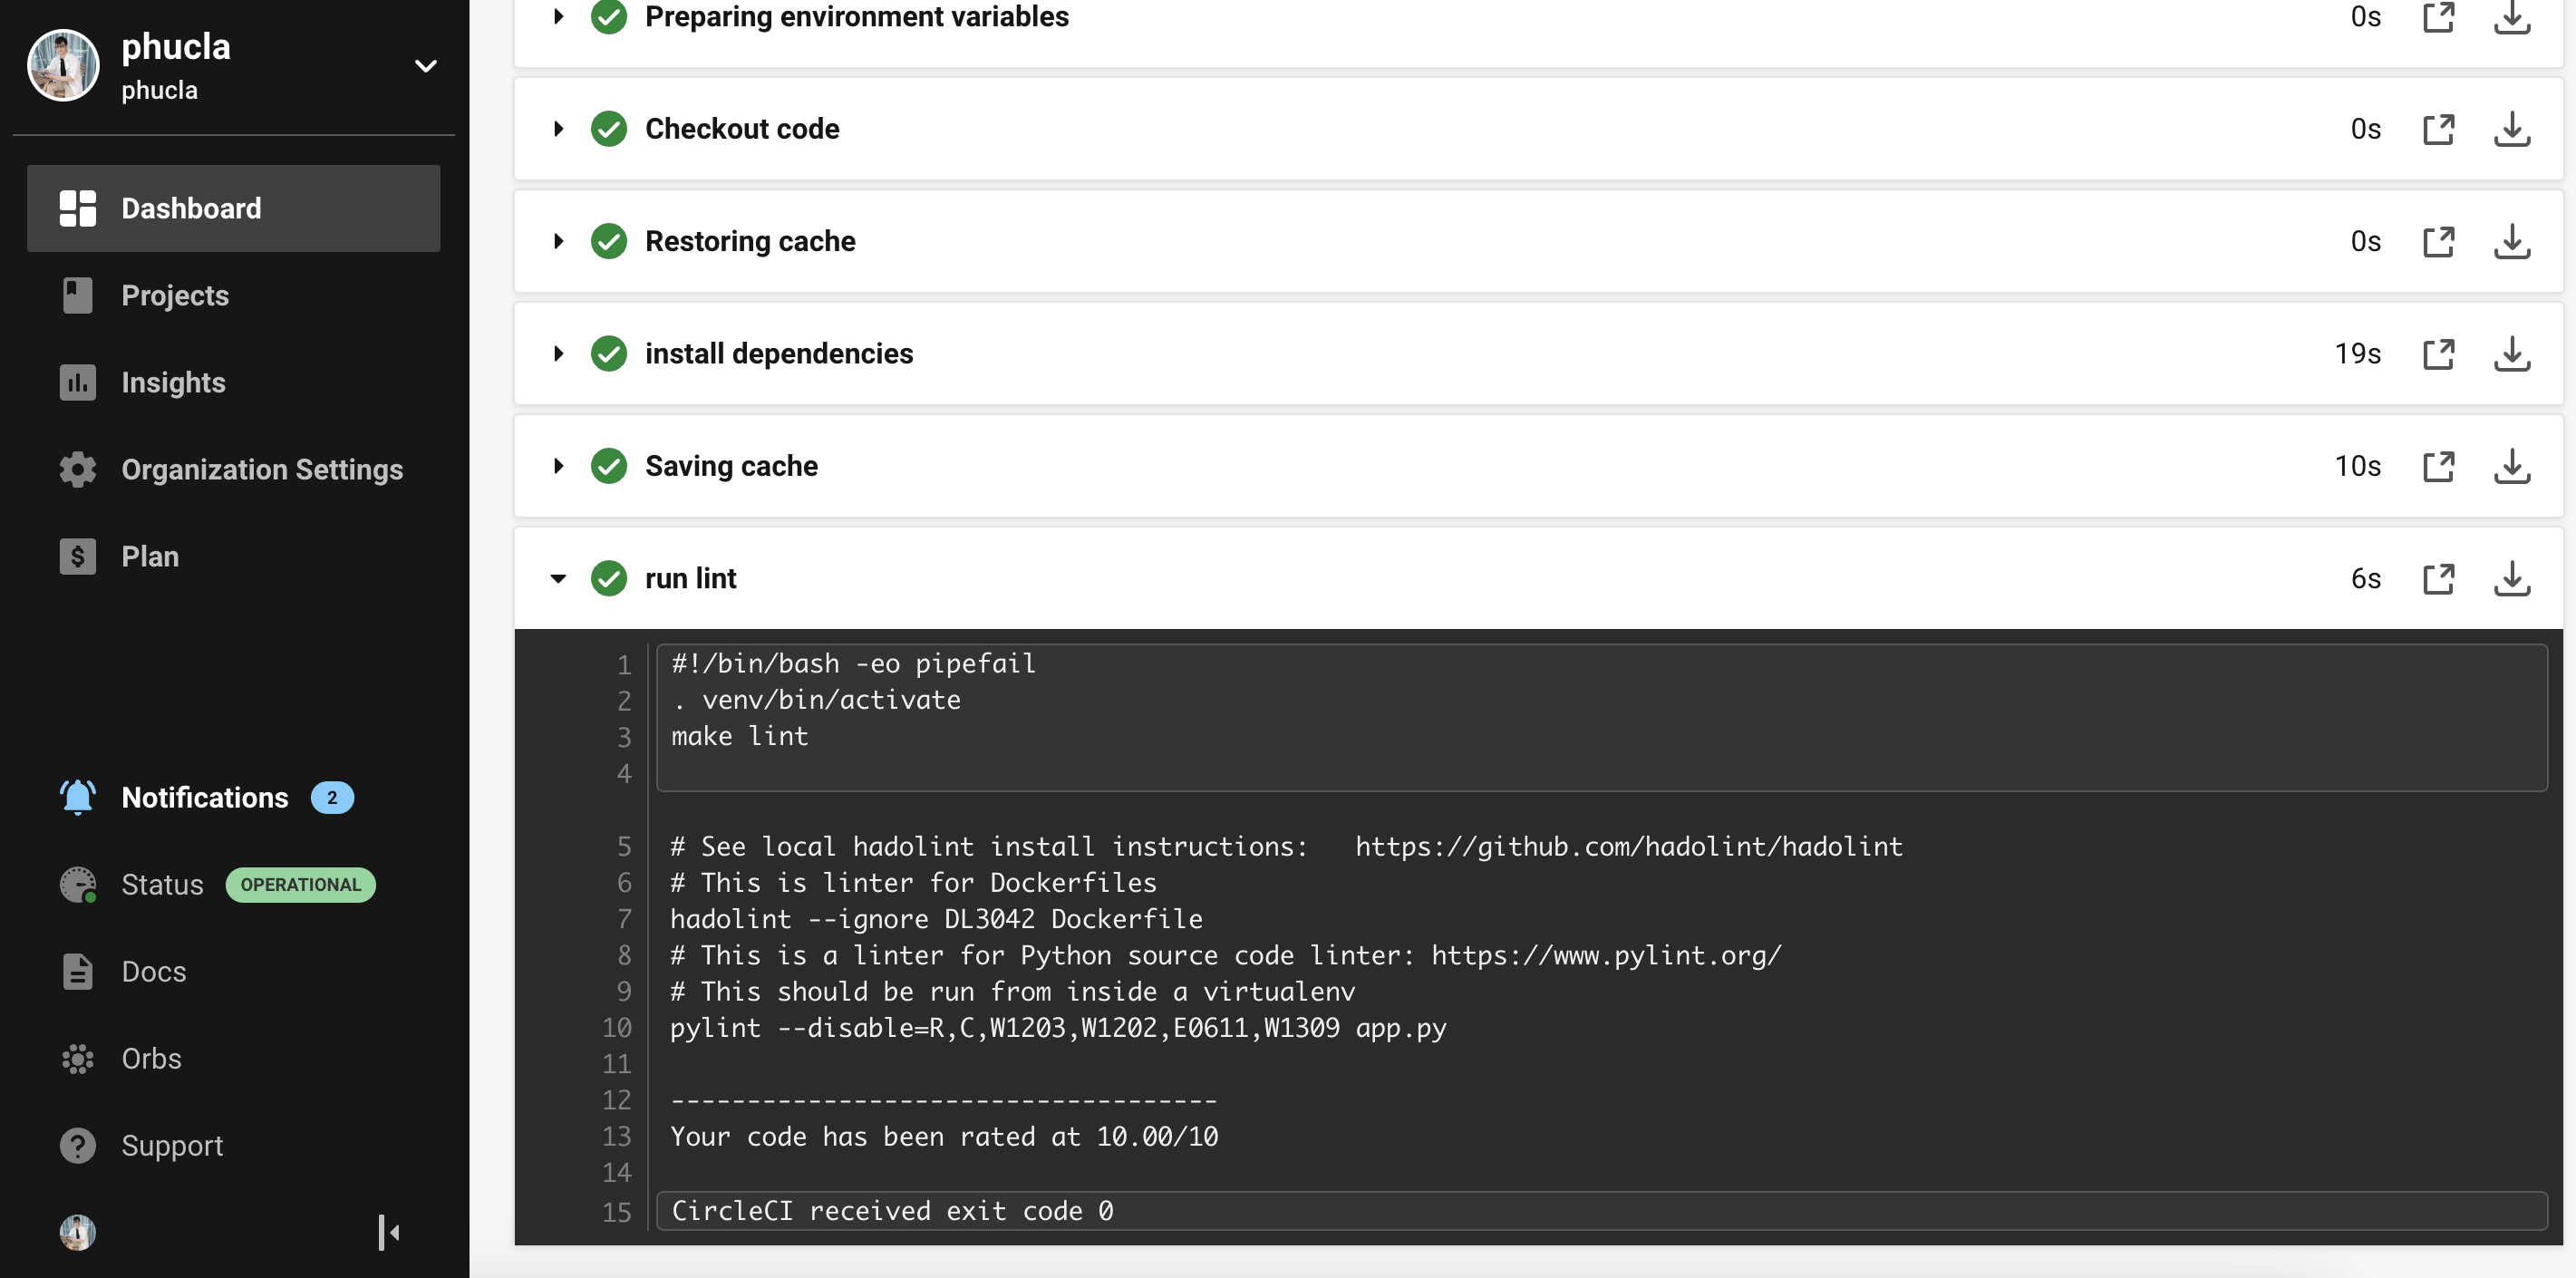 phucla
phucla
Dashboard
Projects
Insights
Organization Settings
Plan
Notifications 2
Status OPERATIONAL
Docs
Orbs
Support
Preparing environment variables 0s
Checkout code 0s
Restoring cache 0s
install dependencies 19s
Saving cache 10s
run lint 6s
1 #!/bin/bash -eo pipefail
2 . venv/bin/activate
3 make lint
4
5 # See local hadolint install instructions:   https://github.com/hadolint/hadolint
6 # This is linter for Dockerfiles
7 hadolint --ignore DL3042 Dockerfile
8 # This is a linter for Python source code linter: https://www.pylint.org/
9 # This should be run from inside a virtualenv
10 pylint --disable=R,C,W1203,W1202,E0611,W1309 app.py
11
12 ------------------------------------
13 Your code has been rated at 10.00/10
14
15 CircleCI received exit code 0